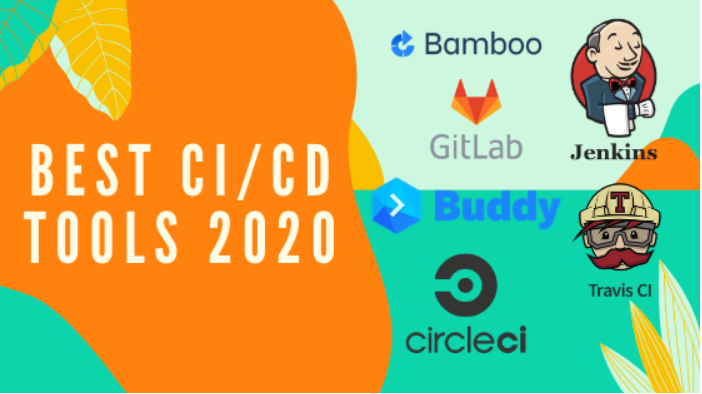 BEST CI/CD
TOOLS 2020
Bamboo
GitLab
Jenkins
Buddy
T
Travis CI
circleci